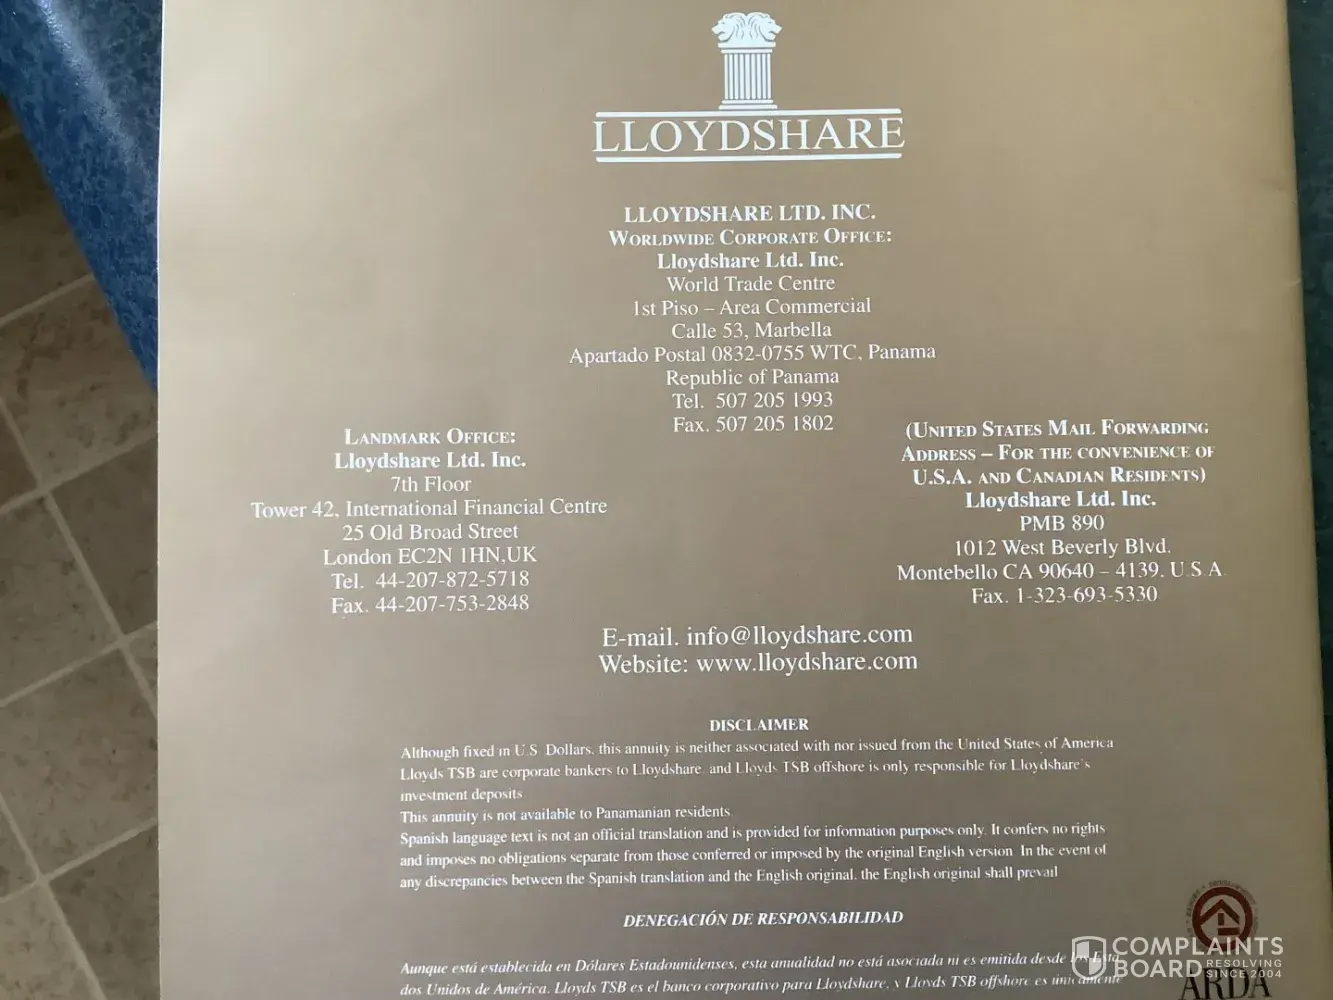 LLOYDSHARE
LLOYDSHARE LTD. INC.
WORLDWIDE CORPORATE OFFICE:
Lloydshare Ltd. Inc.
World Trade Centre
1st Piso – Area Commercial
Calle 53, Marbella
Apartado Postal 0832-0755 WTC, Panama
Republic of Panama
Tel. 507 205 1993
Fax. 507 205 1802
LANDMARK OFFICE:
Lloydshare Ltd. Inc.
7th Floor
Tower 42, International Financial Centre
25 Old Broad Street
London EC2N 1HN,UK
Tel. 44-207-872-5718
Fax. 44-207-753-2848
(UNITED STATES MAIL FORWARDING
ADDRESS – FOR THE CONVENIENCE OF
U.S.A. AND CANADIAN RESIDENTS)
Lloydshare Ltd. Inc.
PMB 890
1012 West Beverly Blvd.
Montebello CA 90640 – 4139, U.S.A.
Fax. 1-323-693-5330
E-mail. info@lloydshare.com
Website: www.lloydshare.com
DISCLAIMER
Although fixed in U.S. Dollars, this annuity is neither associated with nor issued from the United States of America
Lloyds TSB are corporate bankers to Lloydshare, and Lloyds TSB offshore is only responsible for Lloydshare's
investment deposits
This annuity is not available to Panamanian residents.
Spanish language text is not an official translation and is provided for information purposes only. It confers no rights
and imposes no obligations separate from those conferred or imposed by the original English version. In the event of
any discrepancies between the Spanish translation and the English original, the English original shall prevail
DENEGACIÓN DE RESPONSABILIDAD
Aunque está establecida en Dólares Estadounidenses, esta anualidad no está asociada ni es emitida desde los
dos Unidos de América. Lloyds TSB es el banco corporativo para Lloydshare, y Lloyds TSB offshore es únicamente
ARDA
COMPLAINTS
BOARD RESOLVING
SINCE 2004